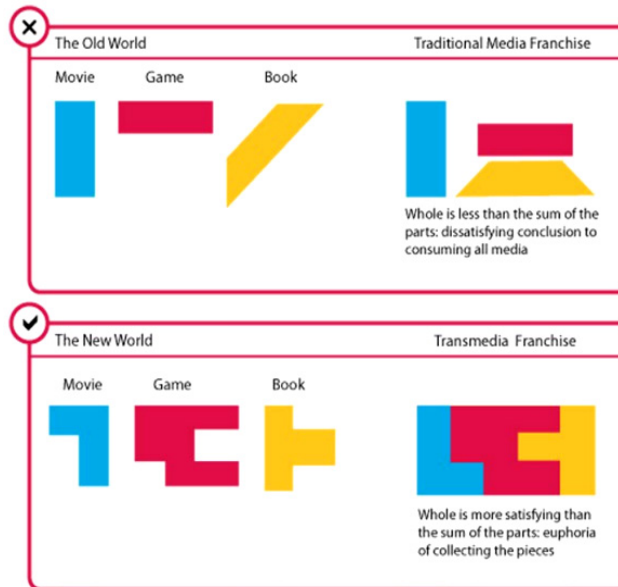 The Old World
Traditional Media Franchise
Movie
Game
Book
Whole is less than the sum of the
parts: dissatisfying conclusion to
consuming all media
The New World
Transmedia Franchise
Movie
Game
Book
Whole is more satisfying than
the sum of the parts: euphoria
of collecting the pieces